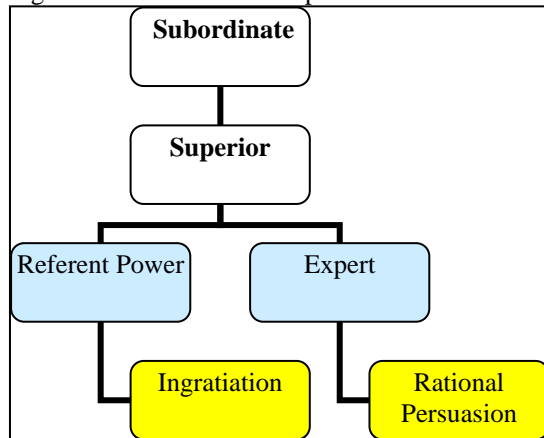 Subordinate
Superior
Referent Power
Expert
Ingratiation
Rational
Persuasion